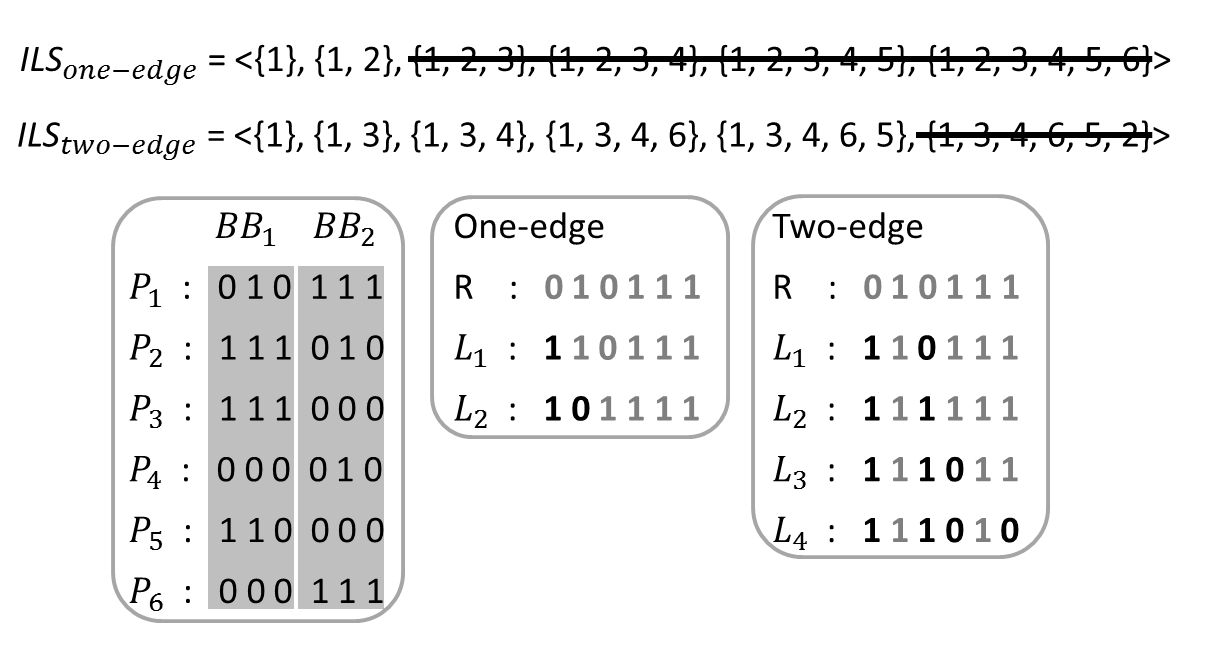 ILS_one−edge = <{1}, {1, 2}, {1, 2, 3}, {1, 2, 3, 4}, {1, 2, 3, 4, 5}, {1, 2, 3, 4, 5, 6}>
ILS_two−edge = <{1}, {1, 3}, {1, 3, 4}, {1, 3, 4, 6}, {1, 3, 4, 6, 5}, {1, 3, 4, 6, 5, 2}>
BB_1 BB_2
P_1 : 0 1 0 1 1 1
P_2 : 1 1 1 0 1 0
P_3 : 1 1 1 0 0 0
P_4 : 0 0 0 0 1 0
P_5 : 1 1 0 0 0 0
P_6 : 0 0 0 1 1 1
One-edge
R : 0 1 0 1 1 1
L_1 : 1 1 0 1 1 1
L_2 : 1 0 1 1 1 1
Two-edge
R : 0 1 0 1 1 1
L_1 : 1 1 0 1 1 1
L_2 : 1 1 1 1 1 1
L_3 : 1 1 1 0 1 1
L_4 : 1 1 1 0 1 0